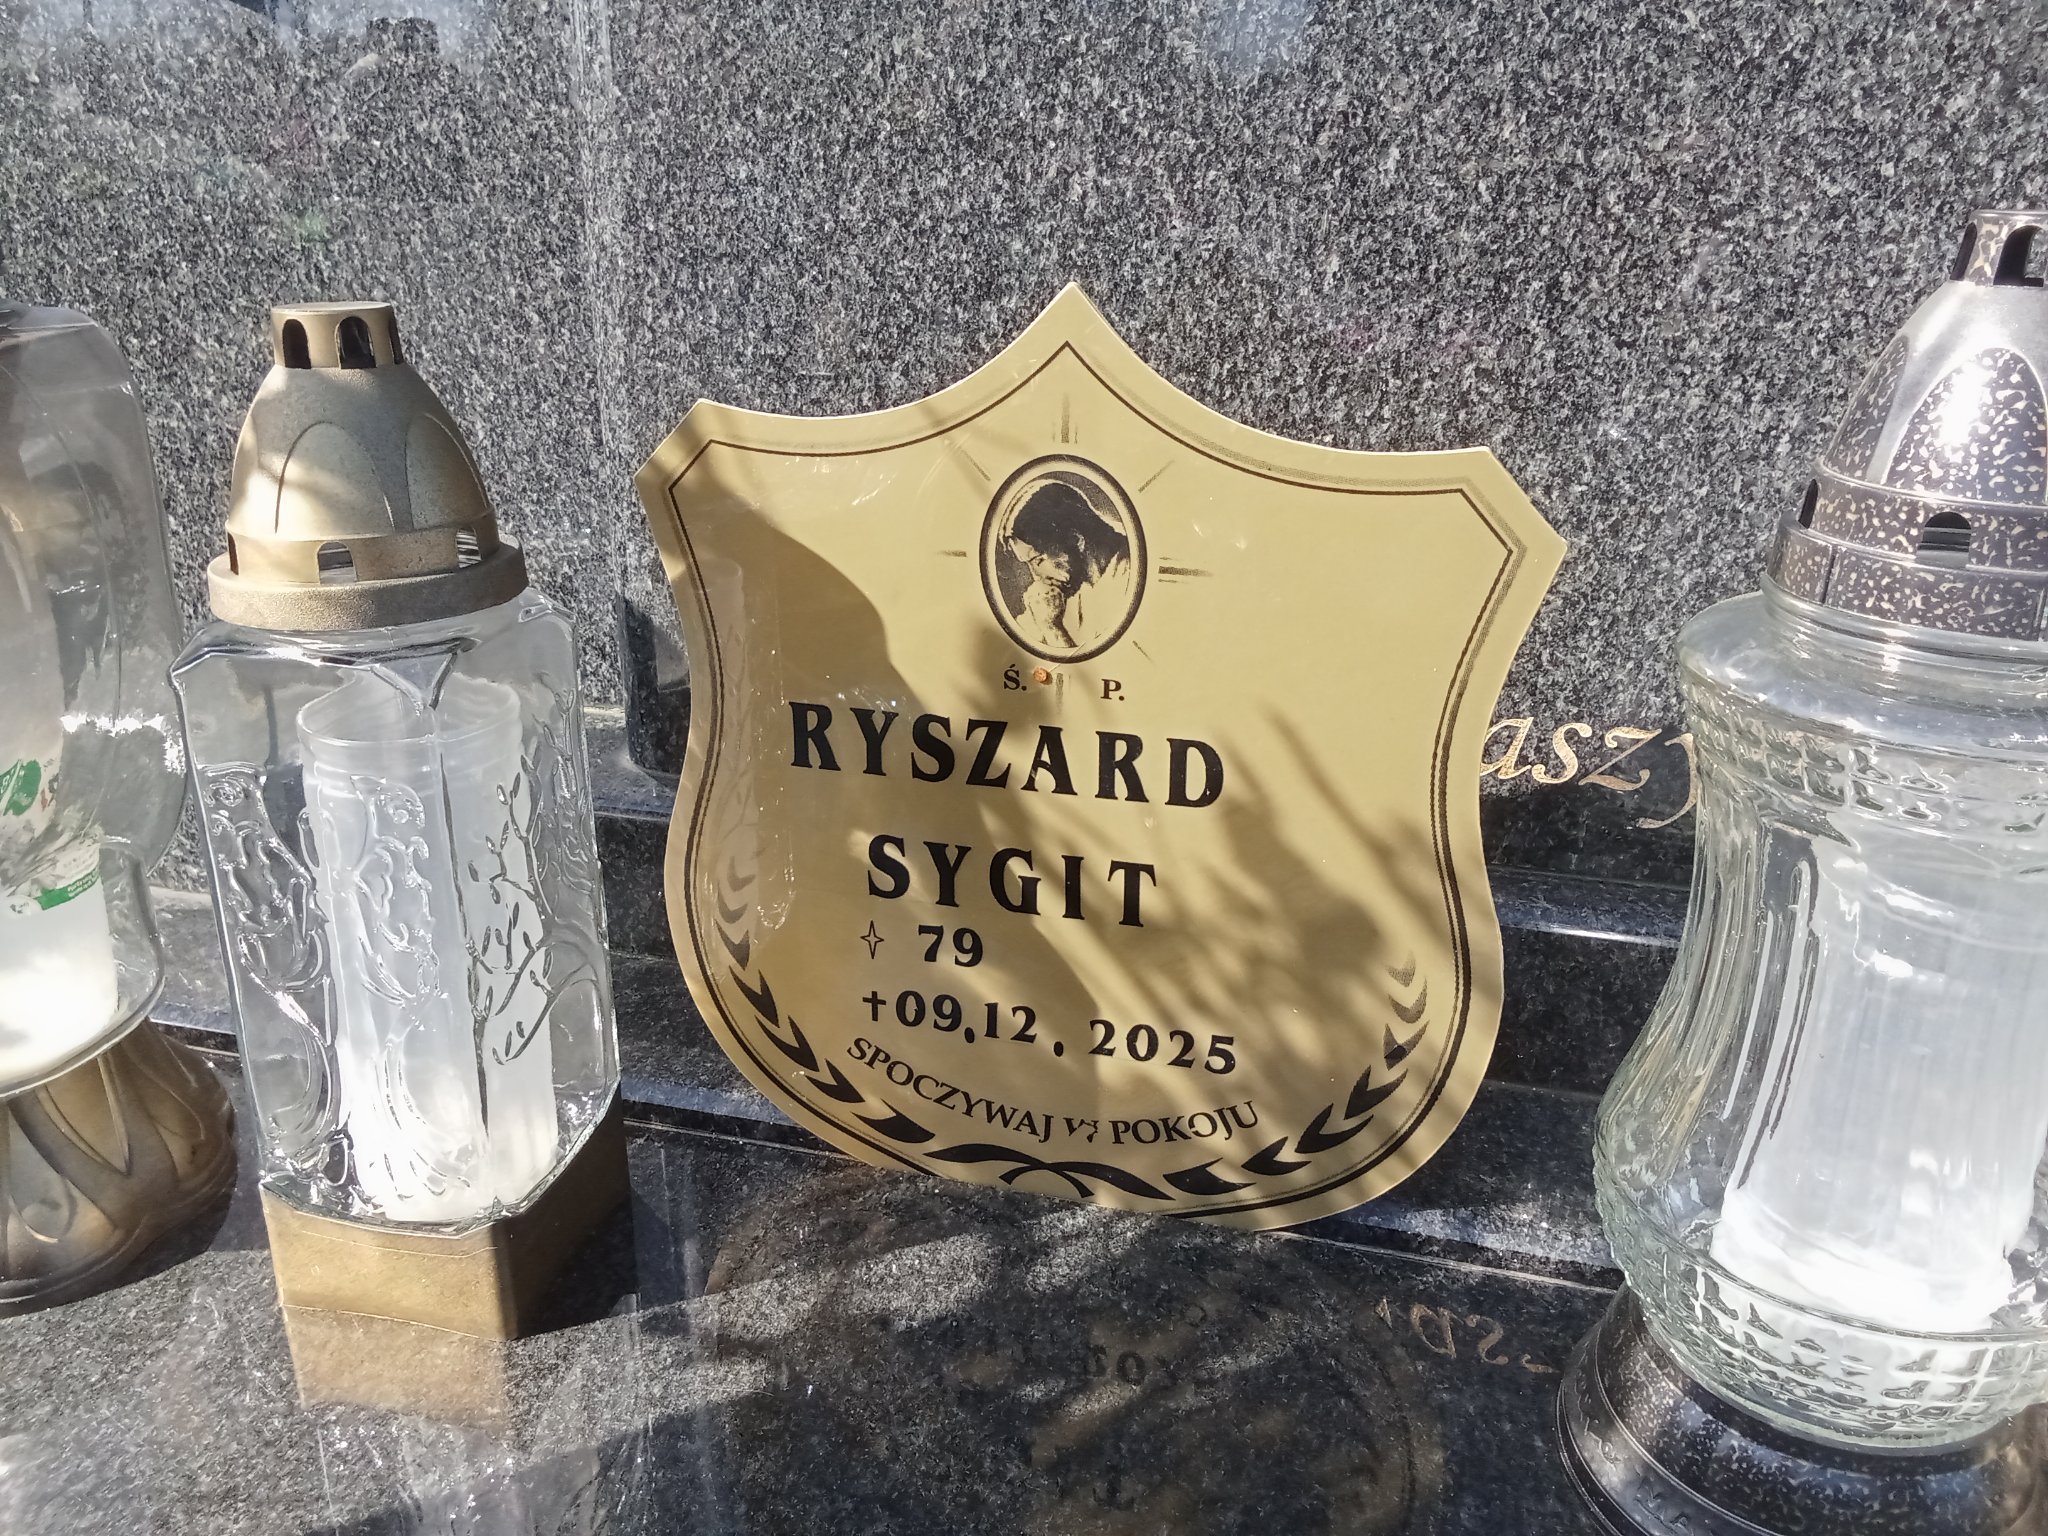 Ś. P.
RYSZARD
SYGIT
✧ 79
✝09.12.2025
SPOCZYWAJ W POKOJU